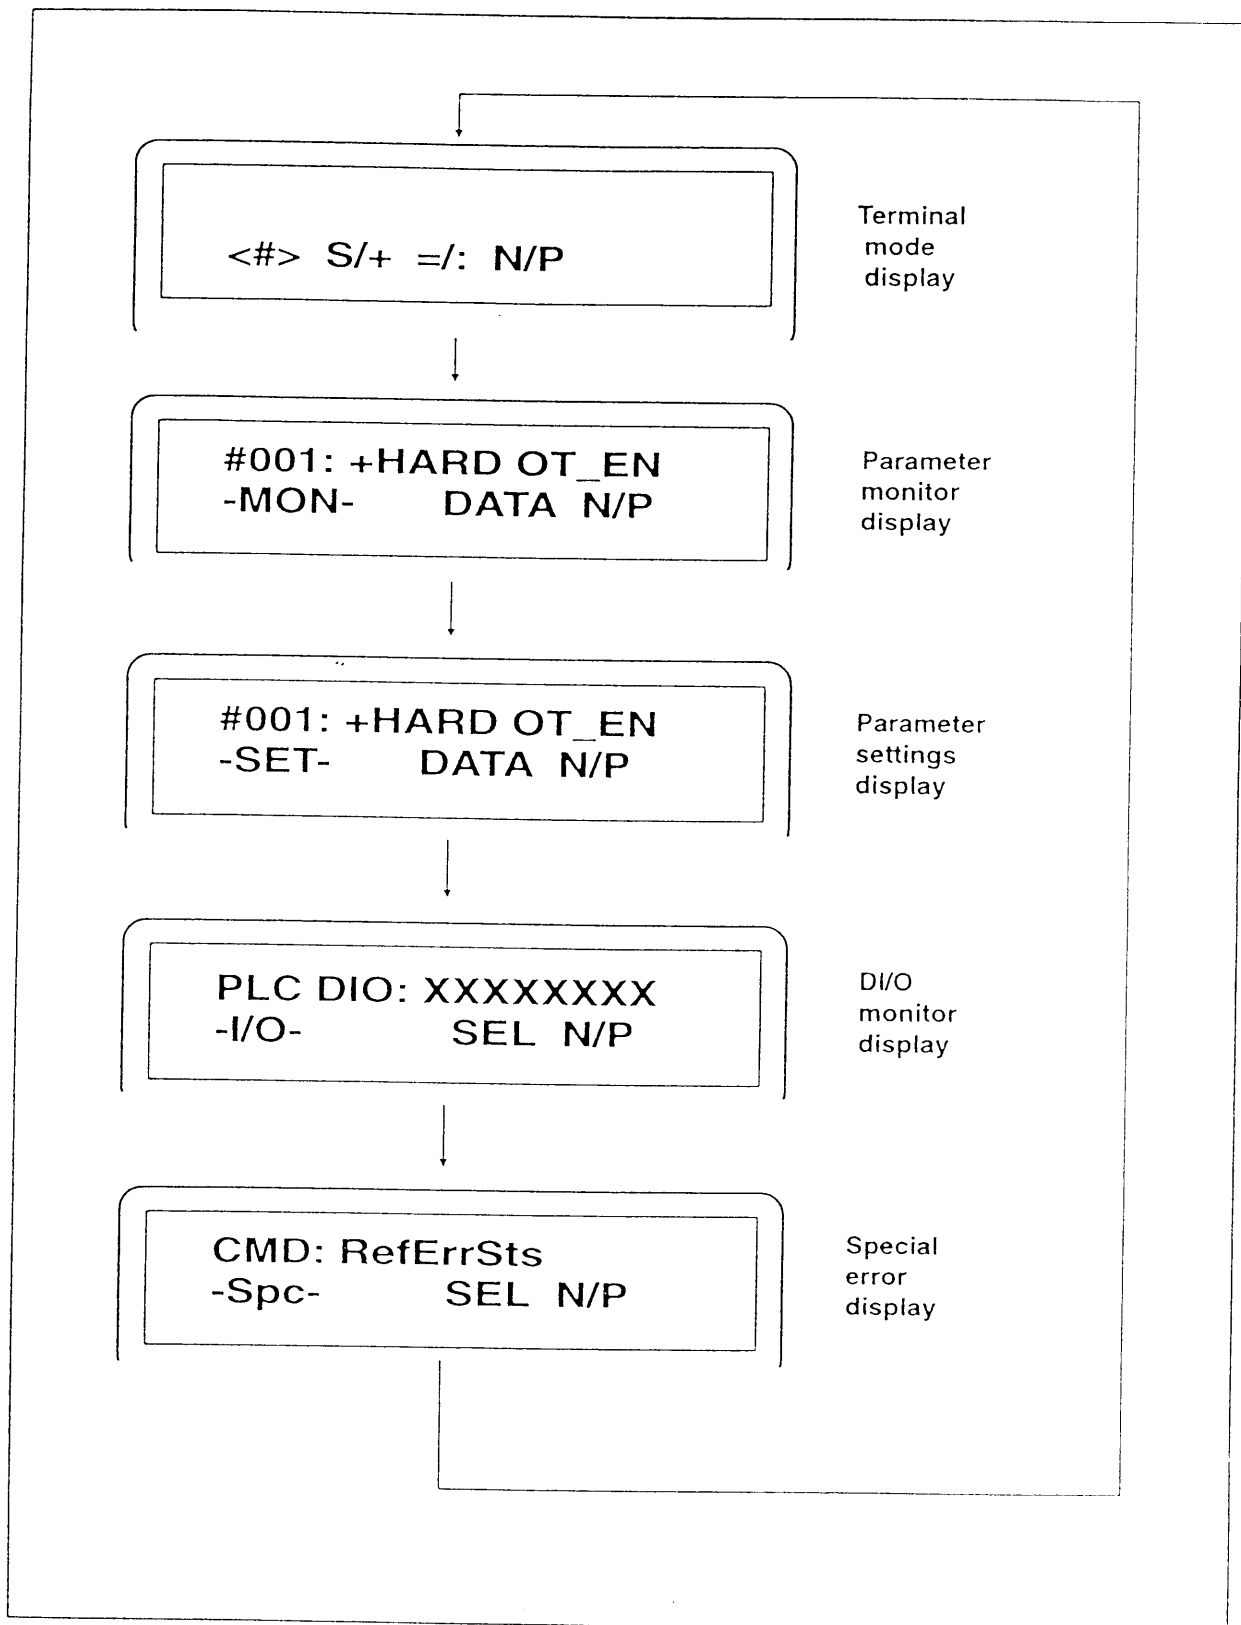 <#> S/+ =/: N/P
Terminal
mode
display
#001: +HARD OT_EN
-MON- DATA N/P
Parameter
monitor
display
#001: +HARD OT_EN
-SET- DATA N/P
Parameter
settings
display
PLC DIO: XXXXXXXX
-I/O- SEL N/P
DI/O
monitor
display
CMD: RefErrSts
-Spc- SEL N/P
Special
error
display